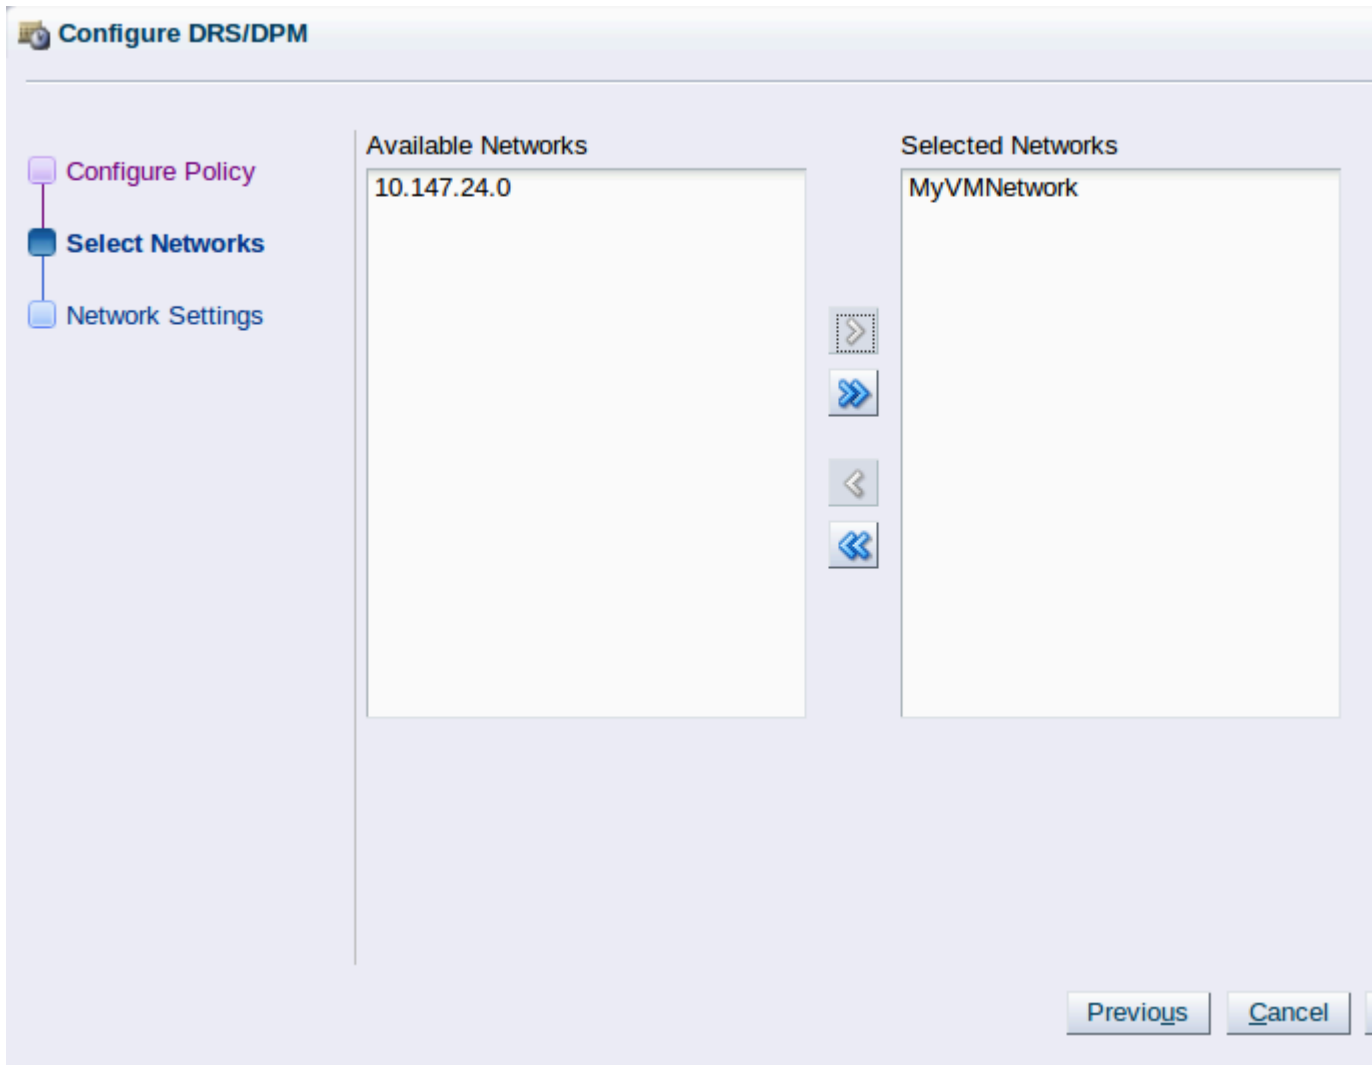 Configure DRS/DPM
Configure Policy
Select Networks
Network Settings
Available Networks
10.147.24.0
Selected Networks
MyVMNetwork
Previous
Cancel